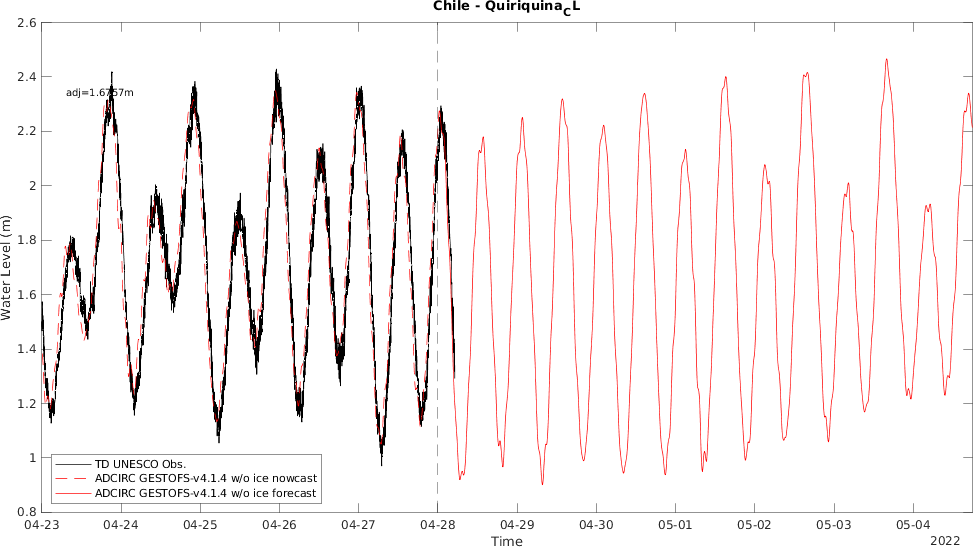 Chile - Quiriquina_CL
2.6
2.4
2.2
2
1.8
1.6
1.4
1.2
1
0.8
Water Level (m)
adj=1.6757m
TD UNESCO Obs.
ADCIRC GESTOFS-v4.1.4 w/o ice nowcast
ADCIRC GESTOFS-v4.1.4 w/o ice forecast
04-23 04-24 04-25 04-26 04-27 04-28 04-29 04-30 05-01 05-02 05-03 05-04
Time
2022